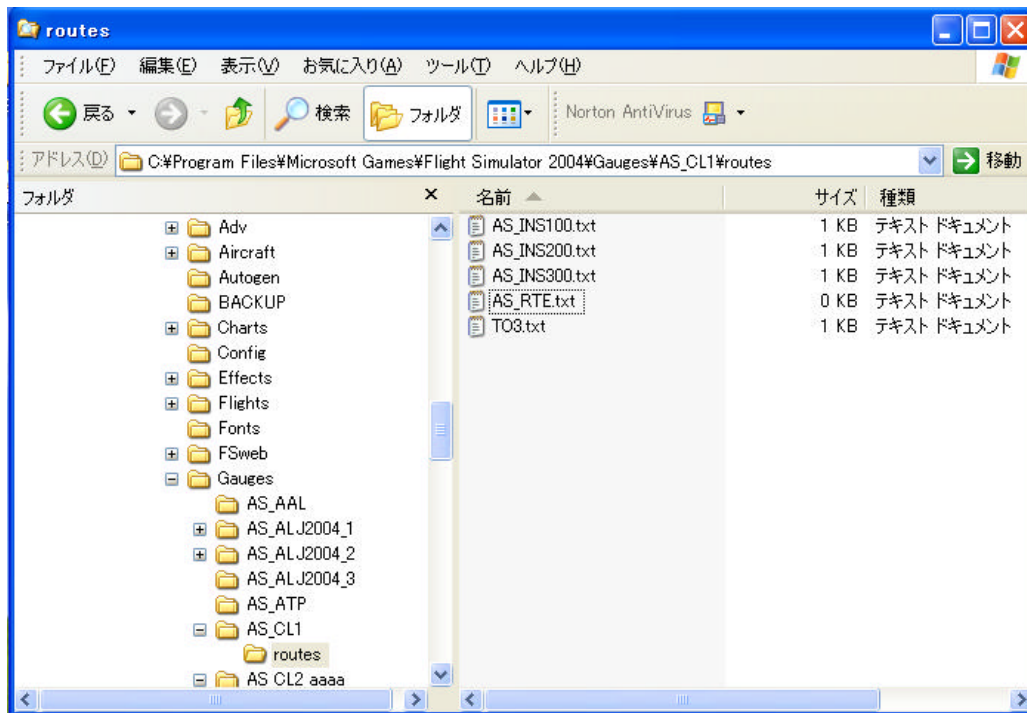 routes
ファイル(F) 編集(E) 表示(V) お気に入り(A) ツール(T) ヘルプ(H)
戻る 検索 フォルダ Norton AntiVirus
アドレス(D) C:¥Program Files¥Microsoft Games¥Flight Simulator 2004¥Gauges¥AS_CL1¥routes 移動
フォルダ × 名前 サイズ 種類
Adv
Aircraft
Autogen
BACKUP
Charts
Config
Effects
Flights
Fonts
FSweb
Gauges
AS_AAL
AS_ALJ2004_1
AS_ALJ2004_2
AS_ALJ2004_3
AS_ATP
AS_CL1
routes
AS CL2 aaaa
AS_INS100.txt 1 KB テキスト ドキュメント
AS_INS200.txt 1 KB テキスト ドキュメント
AS_INS300.txt 1 KB テキスト ドキュメント
AS_RTE.txt 0 KB テキスト ドキュメント
TO3.txt 1 KB テキスト ドキュメント